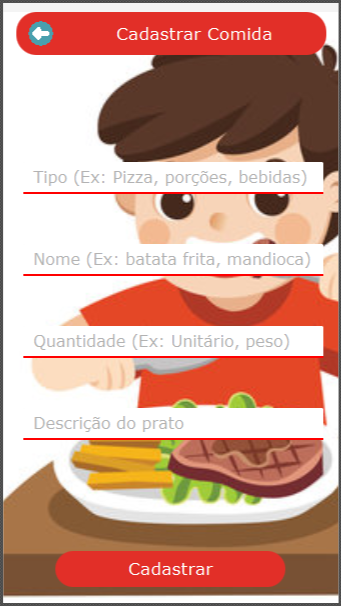 Cadastrar Comida
Tipo (Ex: Pizza, porções, bebidas)
Nome (Ex: batata frita, mandioca)
Quantidade (Ex: Unitário, peso)
Descrição do prato
Cadastrar